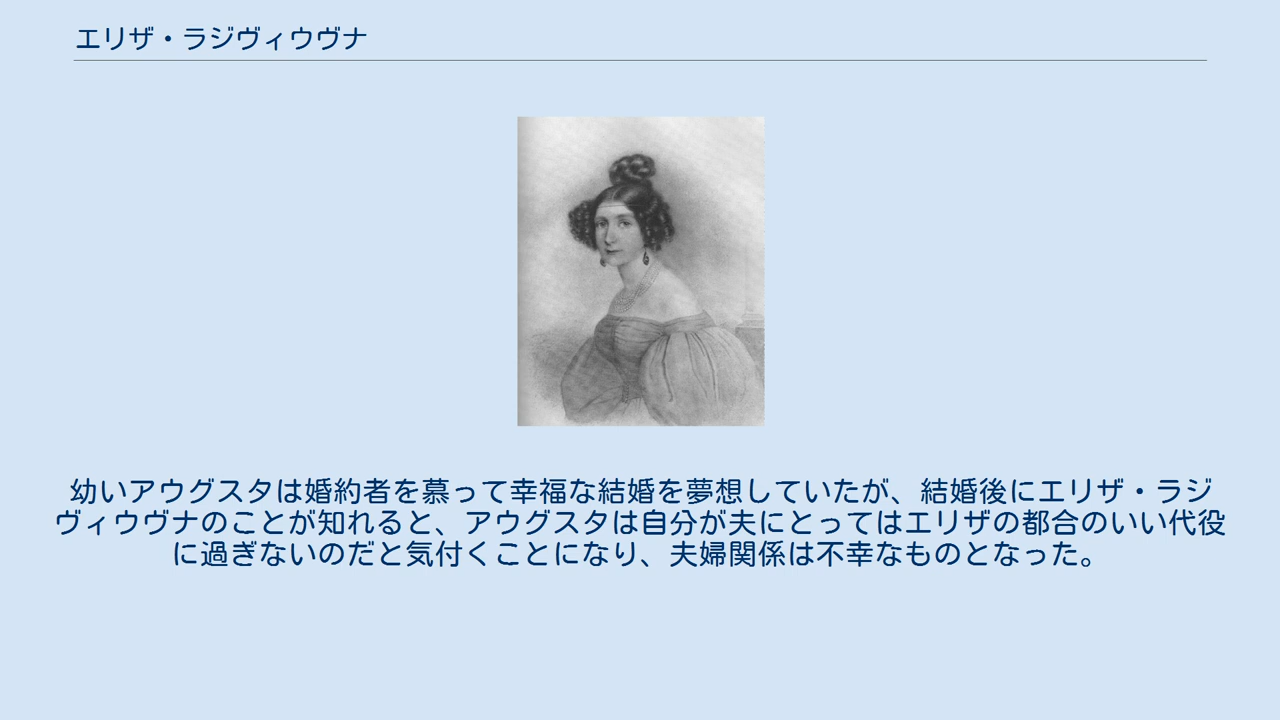 エリザ・ラジヴィウヴナ
幼いアウグスタは婚約者を慕って幸福な結婚を夢想していたが、結婚後にエリザ・ラジ
ヴィウヴナのことが知れると、アウグスタは自分が夫にとってはエリザの都合のいい代役
に過ぎないのだと気付くことになり、夫婦関係は不幸なものとなった。